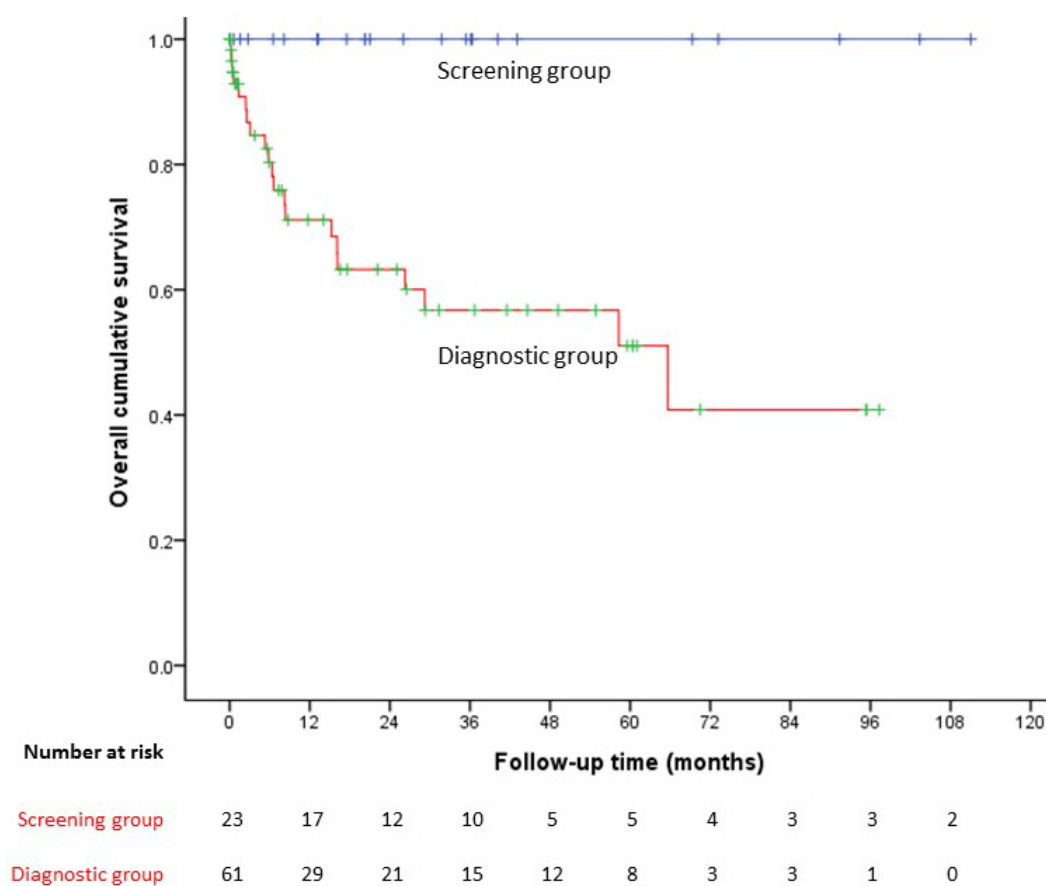 1.0
Screening group
0.8
0.6
Diagnostic group
0.4
0.2
0.0
Overall cumulative survival
0 12 24 36 48 60 72 84 96 108 120
Number at risk
Follow-up time (months)
Screening group 23 17 12 10 5 5 4 3 3 2
Diagnostic group 61 29 21 15 12 8 3 3 1 0